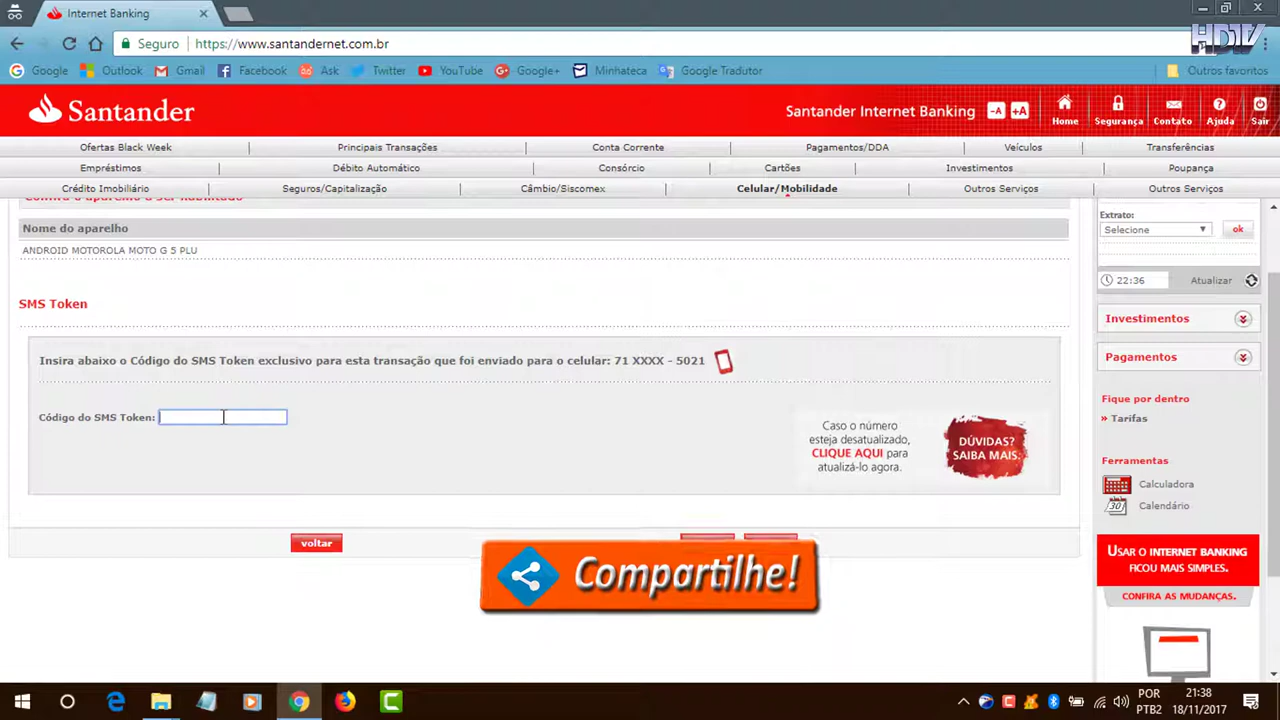 Internet Banking
HDTV
Seguro https://www.santandernet.com.br
Google Outlook Gmail Facebook Ask Twitter YouTube Google+ Minhateca Google Tradutor Outros favoritos
Santander
Santander Internet Banking -A +A Home Segurança Contato Ajuda Sair
Ofertas Black Week Principais Transações Conta Corrente Pagamentos/DDA Veículos Transferências
Empréstimos Débito Automático Consórcio Cartões Investimentos Poupança
Crédito Imobiliário Seguros/Capitalização Câmbio/Siscomex Celular/Mobilidade Outros Serviços Outros Serviços
Confira o aparelho a ser habilitado
Nome do aparelho
ANDROID MOTOROLA MOTO G 5 PLU
SMS Token
Insira abaixo o Código do SMS Token exclusivo para esta transação que foi enviado para o celular: 71 XXXX - 5021
Código do SMS Token:
Caso o número
esteja desatualizado,
CLIQUE AQUI para
atualizá-lo agora.
DÚVIDAS?
SAIBA MAIS.
voltar
Compartilhe!
Extrato:
Selecione ok
22:36 Atualizar
Investimentos
Pagamentos
Fique por dentro
» Tarifas
Ferramentas
Calculadora
30 Calendário
USAR O INTERNET BANKING
FICOU MAIS SIMPLES.
CONFIRA AS MUDANÇAS.
POR
PTB2
21:38
18/11/2017